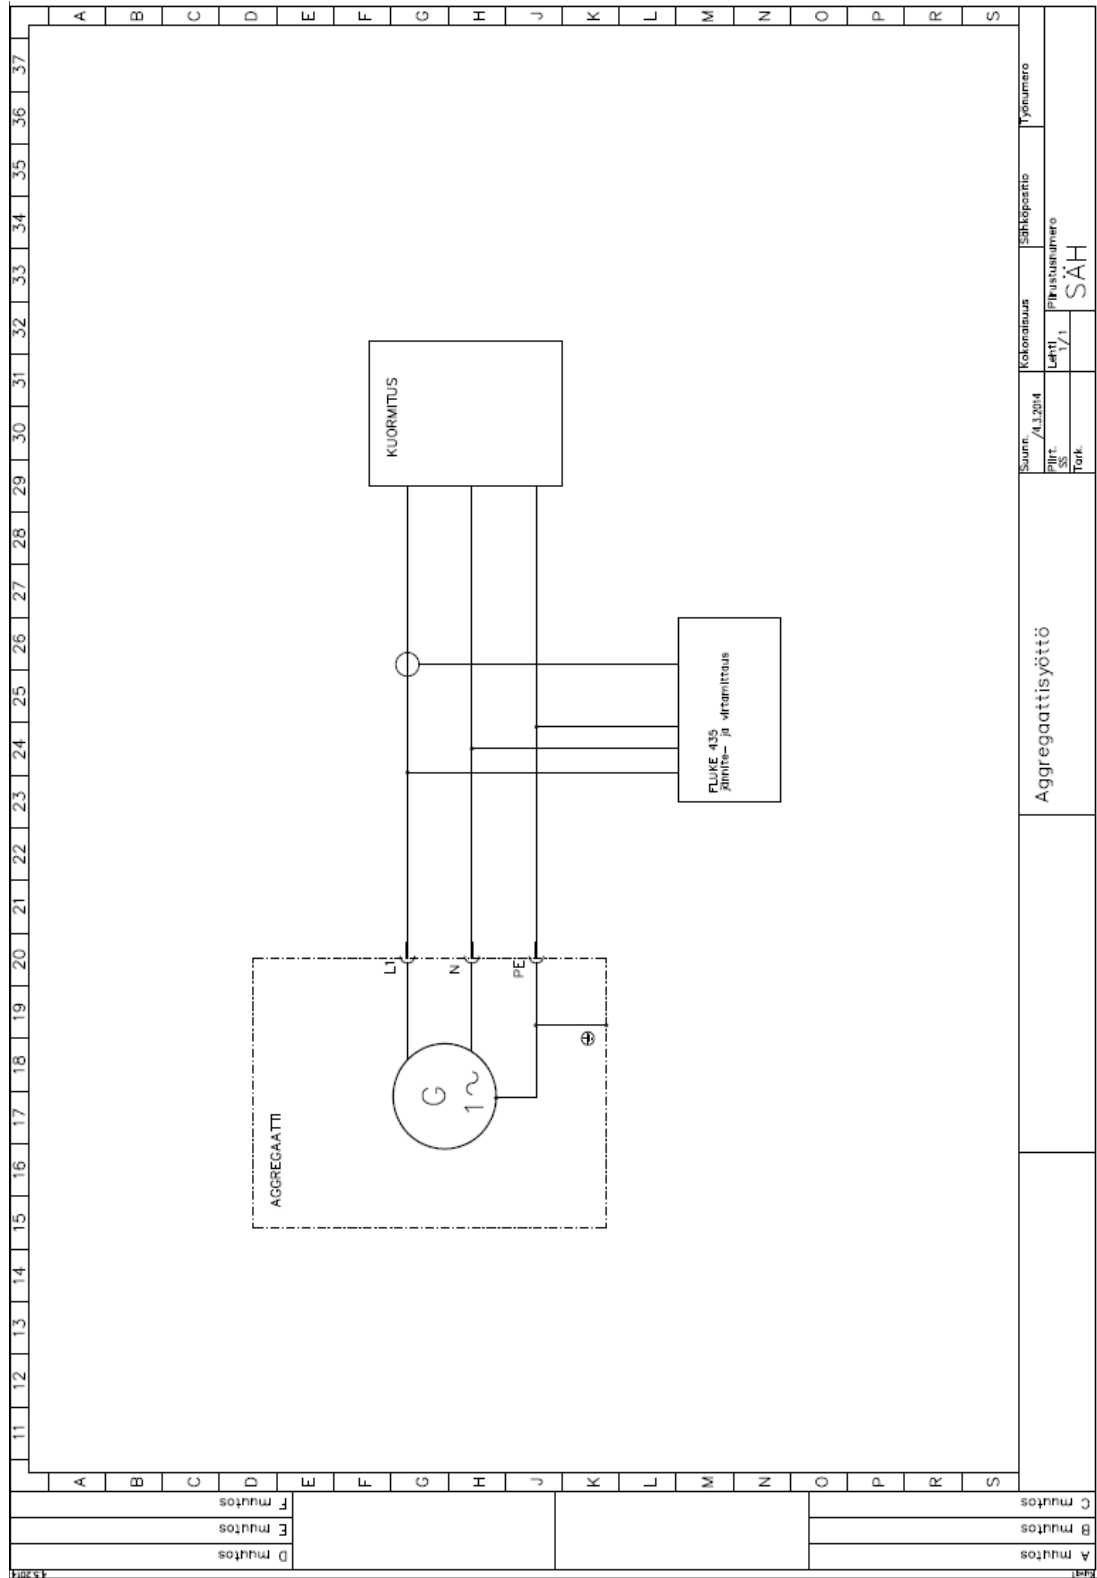 37 36 35 34 33 32 31 30 29 28 27 26 25 24 23 22 21 20 19 18 17 16 15 14 13 12 11
A B C D E F G H J K L M N O P R S
AGGREGAATTI
G
1~
L1
N
PE
KUORMITUS
FLUKE 435
jännite- ja virtamittaus
A B C D E F G H J K L M N O P R S
Aggregaattisyöttö
Suunn.
/4.3.2014
Piirt.
SS
Tark.
Kokonaisuus
Lehti
1/1
Sähköpositio
Piirustusnumero
SÄH
Työnumero
F muutos
E muutos
D muutos
C muutos
B muutos
A muutos